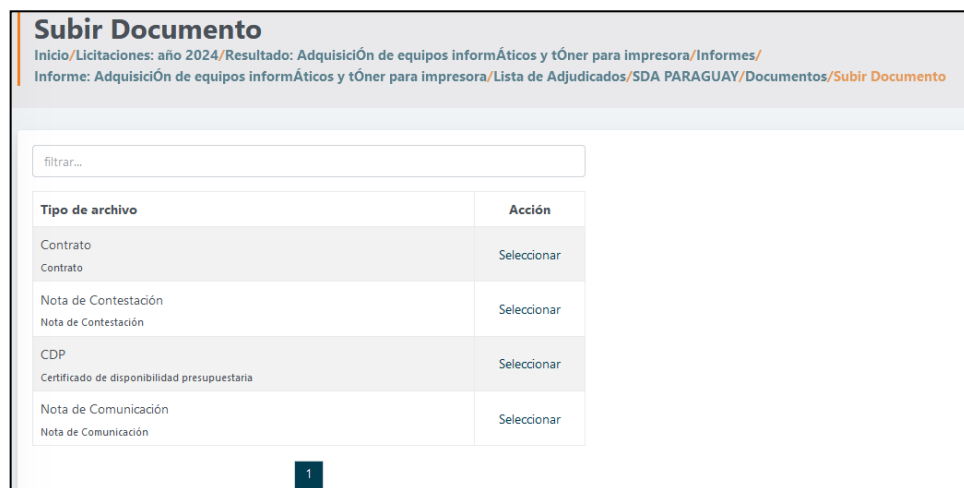 Subir Documento
Inicio/Licitaciones: año 2024/Resultado: AdquisiciÓn de equipos informÁticos y tÓner para impresora/Informes/
Informe: AdquisiciÓn de equipos informÁticos y tÓner para impresora/Lista de Adjudicados/SDA PARAGUAY/Documentos/Subir Documento
filtrar...
Tipo de archivo Acción
Contrato
Contrato
Seleccionar
Nota de Contestación
Nota de Contestación
Seleccionar
CDP
Certificado de disponibilidad presupuestaria
Seleccionar
Nota de Comunicación
Nota de Comunicación
Seleccionar
1